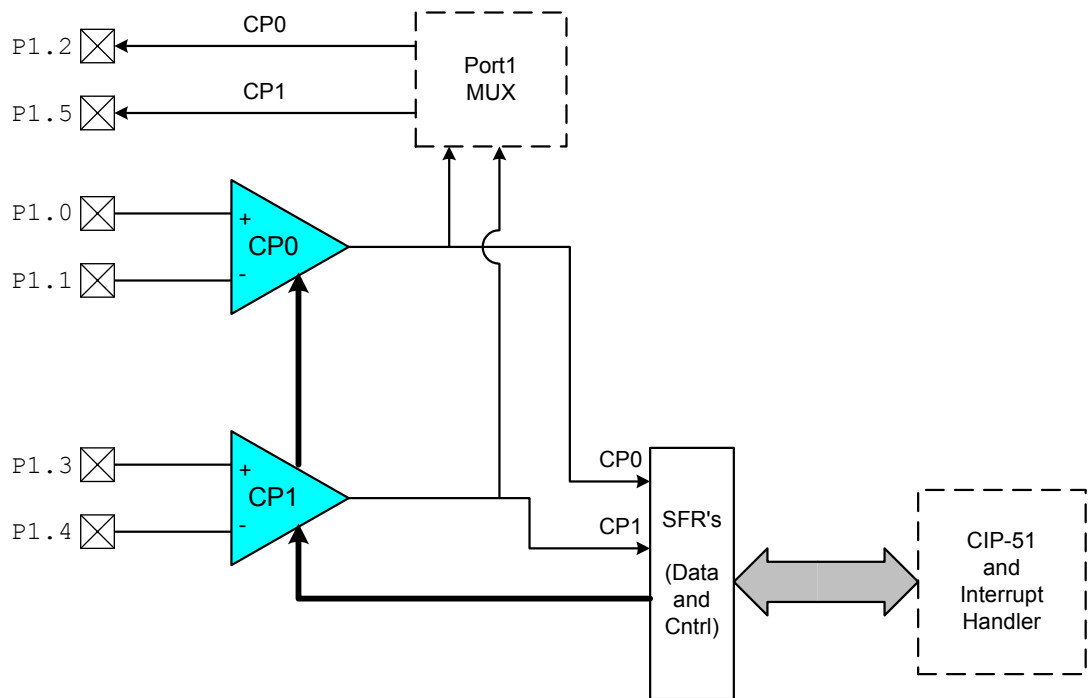 P1.2
CP0
P1.5
CP1
Port1
MUX
P1.0
+
CP0
P1.1
-
P1.3
+
CP1
P1.4
-
CP0
CP1
SFR's
(Data
and
Cntrl)
CIP-51
and
Interrupt
Handler